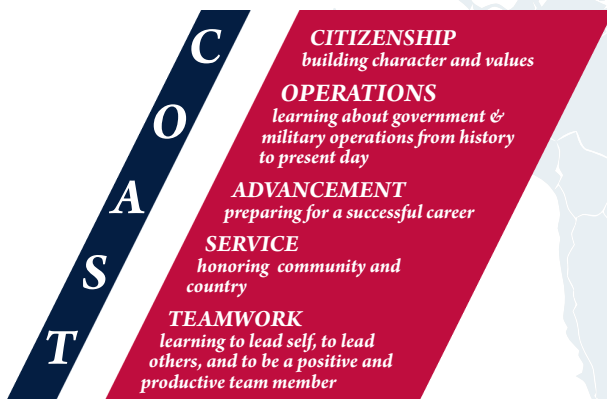 C
CITIZENSHIP
building character and values
O
OPERATIONS
learning about government &
military operations from history
to present day
A
ADVANCEMENT
preparing for a successful career
S
SERVICE
honoring community and
country
T
TEAMWORK
learning to lead self, to lead
others, and to be a positive and
productive team member